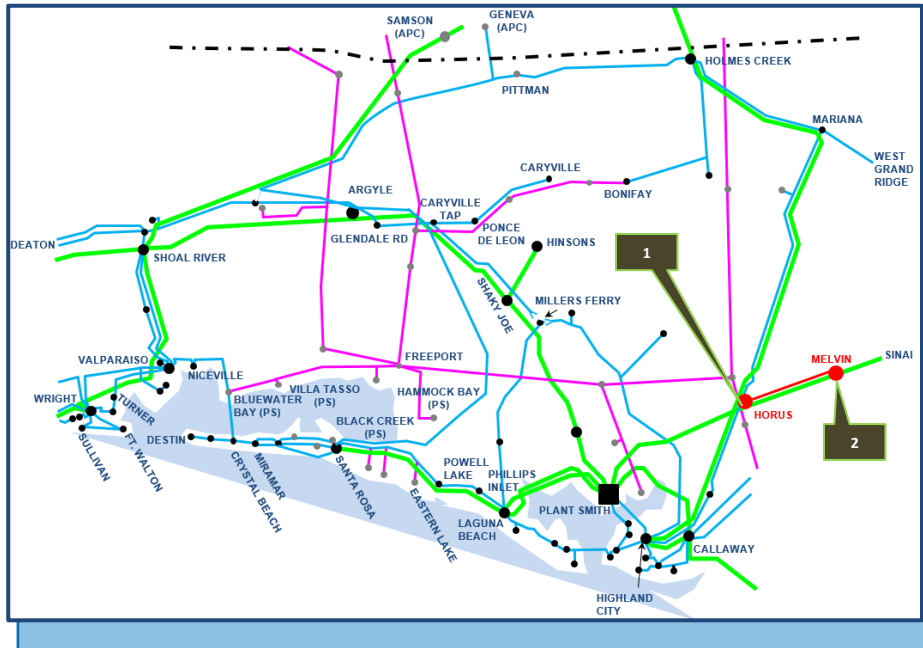 SAMSON
(APC)
GENEVA
(APC)
HOLMES CREEK
PITTMAN
MARIANA
WEST
GRAND
RIDGE
CARYVILLE
BONIFAY
ARGYLE
CARYVILLE
TAP
PONCE
DE LEON
GLENDALE RD
HINSONS
DEATON
SHOAL RIVER
1
SHAKY JOE
MILLERS FERRY
SINAI
MELVIN
VALPARAISO
NICEVILLE
FREEPORT
WRIGHT
TURNER
BLUEWATER
BAY (PS)
VILLA TASSO
(PS)
HAMMOCK BAY
(PS)
HORUS
BLACK CREEK
(PS)
2
SULLIVAN
FT. WALTON
DESTIN
CRYSTAL BEACH
MIRAMAR
SANTA ROSA
EASTERN LAKE
POWELL
LAKE
PHILLIPS
INLET
PLANT SMITH
LAGUNA
BEACH
CALLAWAY
HIGHLAND
CITY